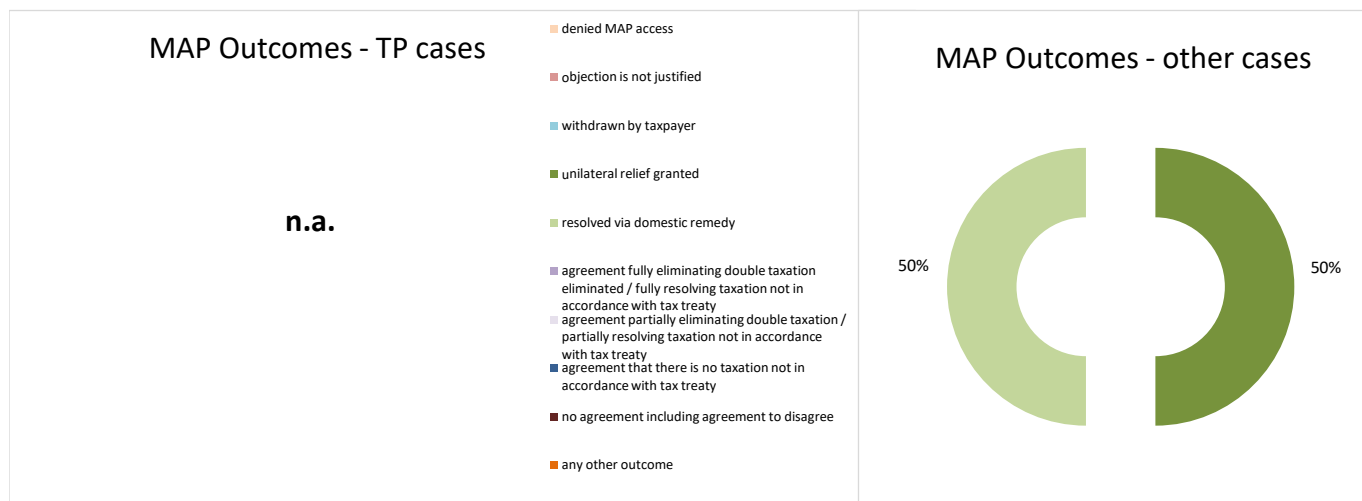 MAP Outcomes - TP cases
n.a.
denied MAP access
objection is not justified
withdrawn by taxpayer
unilateral relief granted
resolved via domestic remedy
agreement fully eliminating double taxation
eliminated / fully resolving taxation not in
accordance with tax treaty
agreement partially eliminating double taxation /
partially resolving taxation not in accordance
with tax treaty
agreement that there is no taxation not in
accordance with tax treaty
no agreement including agreement to disagree
any other outcome
MAP Outcomes - other cases
50%
50%